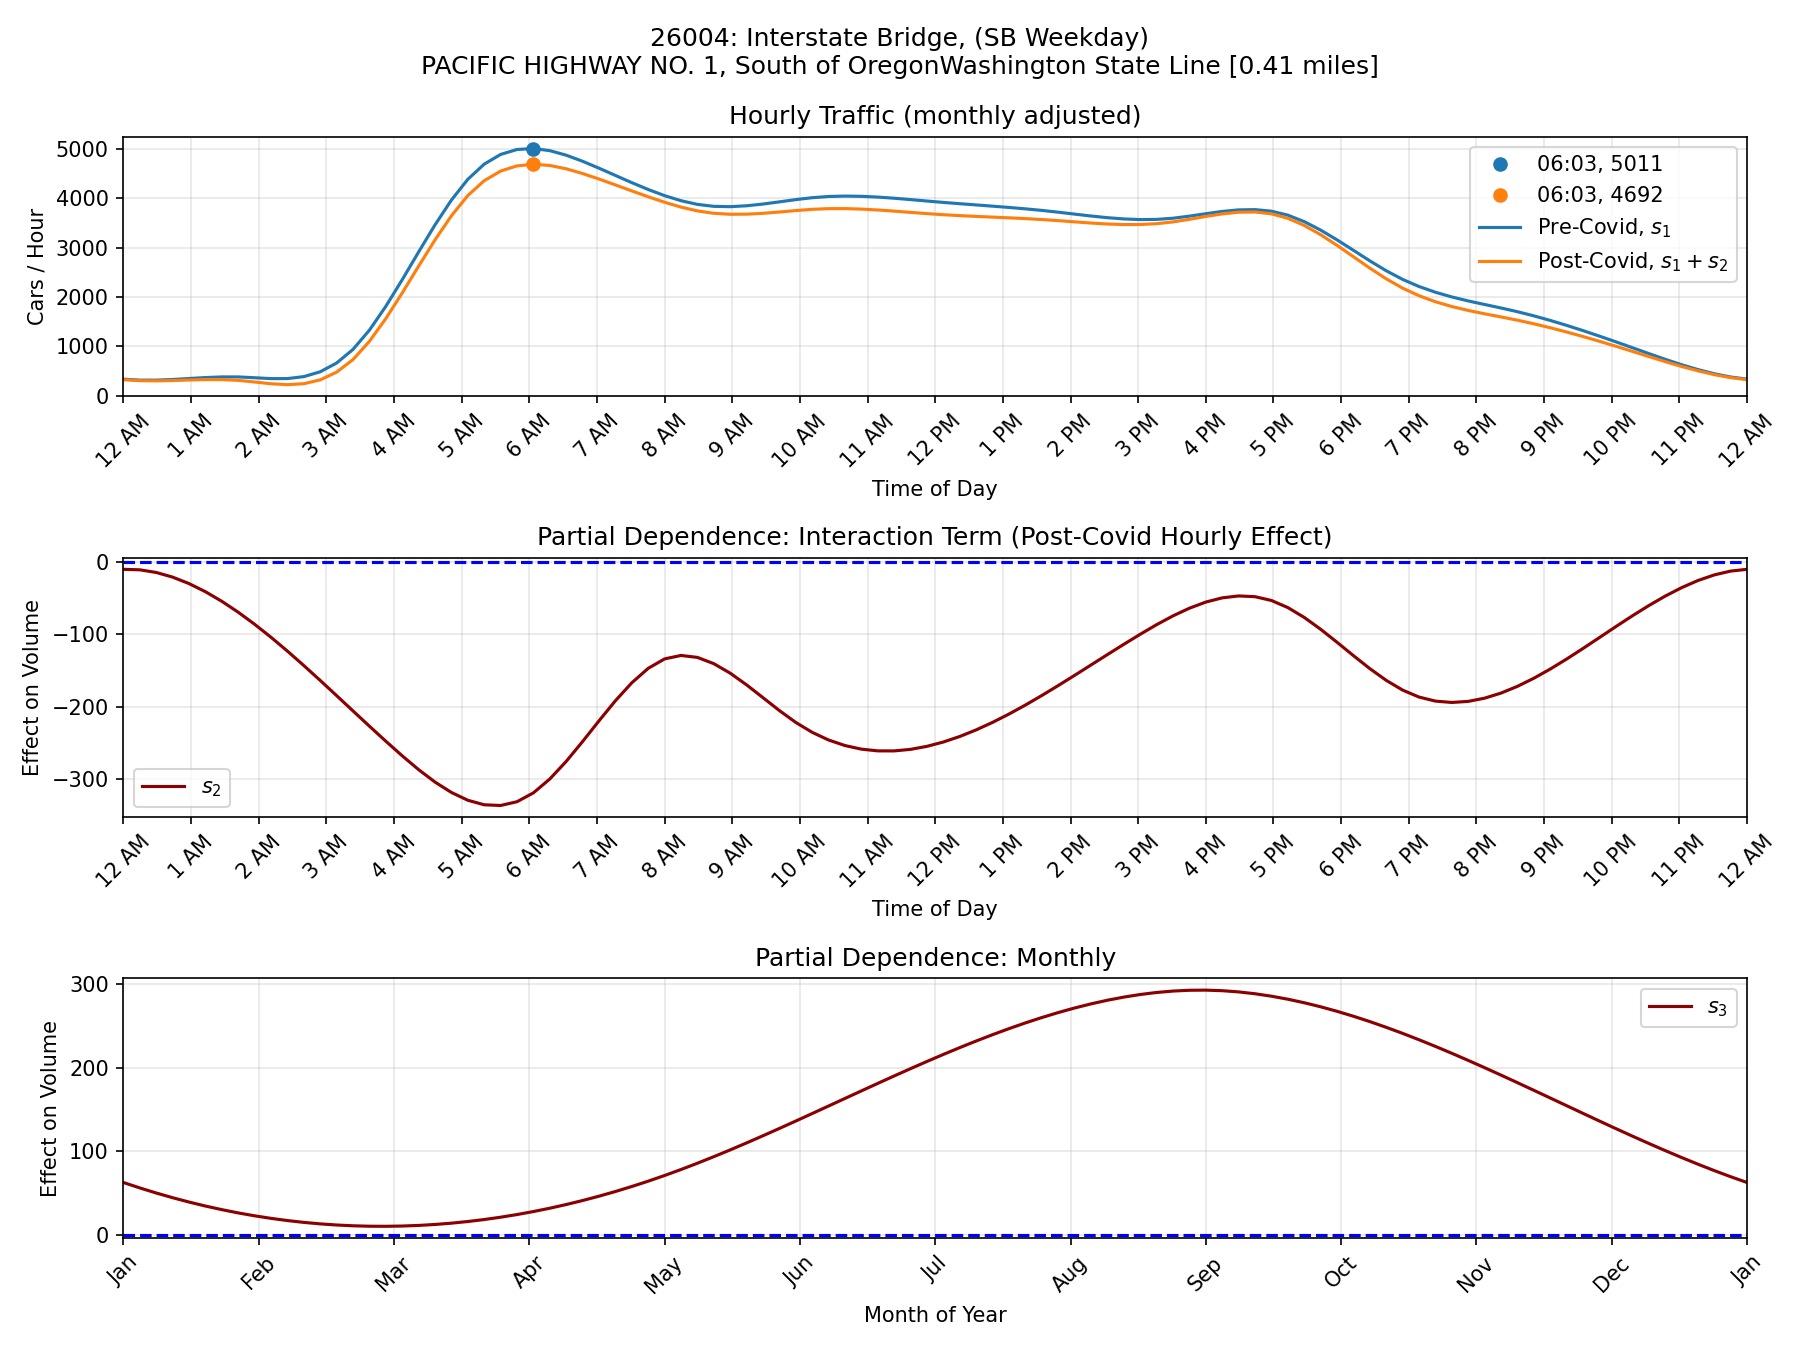 26004: Interstate Bridge, (SB Weekday)
PACIFIC HIGHWAY NO. 1, South of OregonWashington State Line [0.41 miles]
Hourly Traffic (monthly adjusted)
Cars / Hour
5000
4000
3000
2000
1000
0
06:03, 5011
06:03, 4692
Pre-Covid, s₁
Post-Covid, s₁ + s₂
12 AM 1 AM 2 AM 3 AM 4 AM 5 AM 6 AM 7 AM 8 AM 9 AM 10 AM 11 AM 12 PM 1 PM 2 PM 3 PM 4 PM 5 PM 6 PM 7 PM 8 PM 9 PM 10 PM 11 PM 12 AM
Time of Day
Partial Dependence: Interaction Term (Post-Covid Hourly Effect)
Effect on Volume
0
−100
−200
−300
s₂
12 AM 1 AM 2 AM 3 AM 4 AM 5 AM 6 AM 7 AM 8 AM 9 AM 10 AM 11 AM 12 PM 1 PM 2 PM 3 PM 4 PM 5 PM 6 PM 7 PM 8 PM 9 PM 10 PM 11 PM 12 AM
Time of Day
Partial Dependence: Monthly
Effect on Volume
300
200
100
0
s₃
Jan Feb Mar Apr May Jun Jul Aug Sep Oct Nov Dec Jan
Month of Year